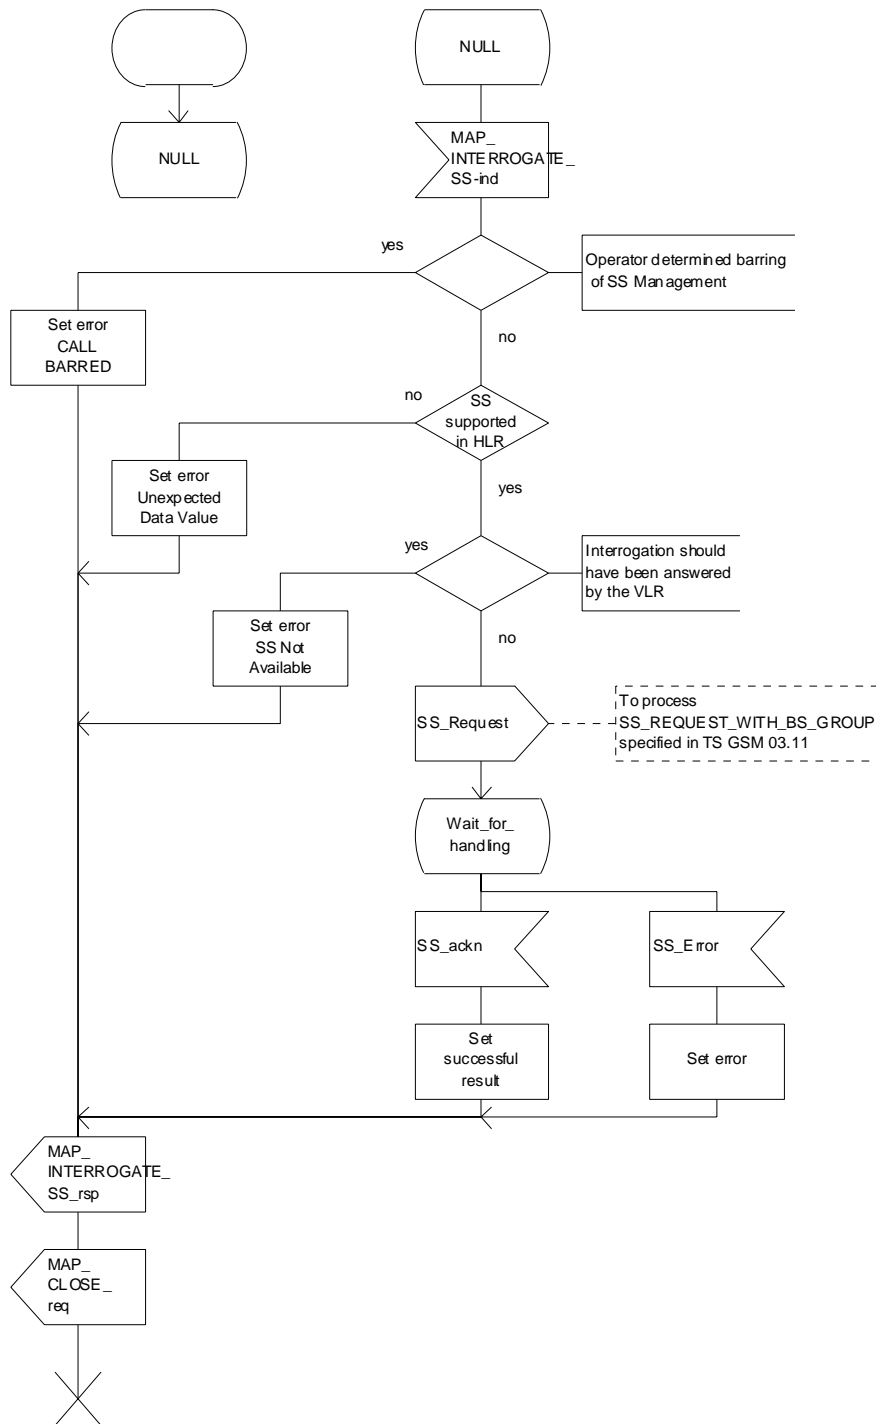 NULL
NULL
MAP_
INTERROGATE_
SS-ind
yes
Operator determined barring
of SS Management
Set error
CALL
BARRED
no
no
SS
supported
in HLR
Set error
Unexpected
Data Value
yes
yes
Interrogation should
have been answered
by the VLR
Set error
SS Not
Available
no
SS_Request
To process
SS_REQUEST_WITH_BS_GROUP
specified in TS GSM 03.11
Wait_for_
handling
SS_ackn
SS_Error
Set
successful
result
Set error
MAP_
INTERROGATE_
SS_rsp
MAP_
CLOSE_
req